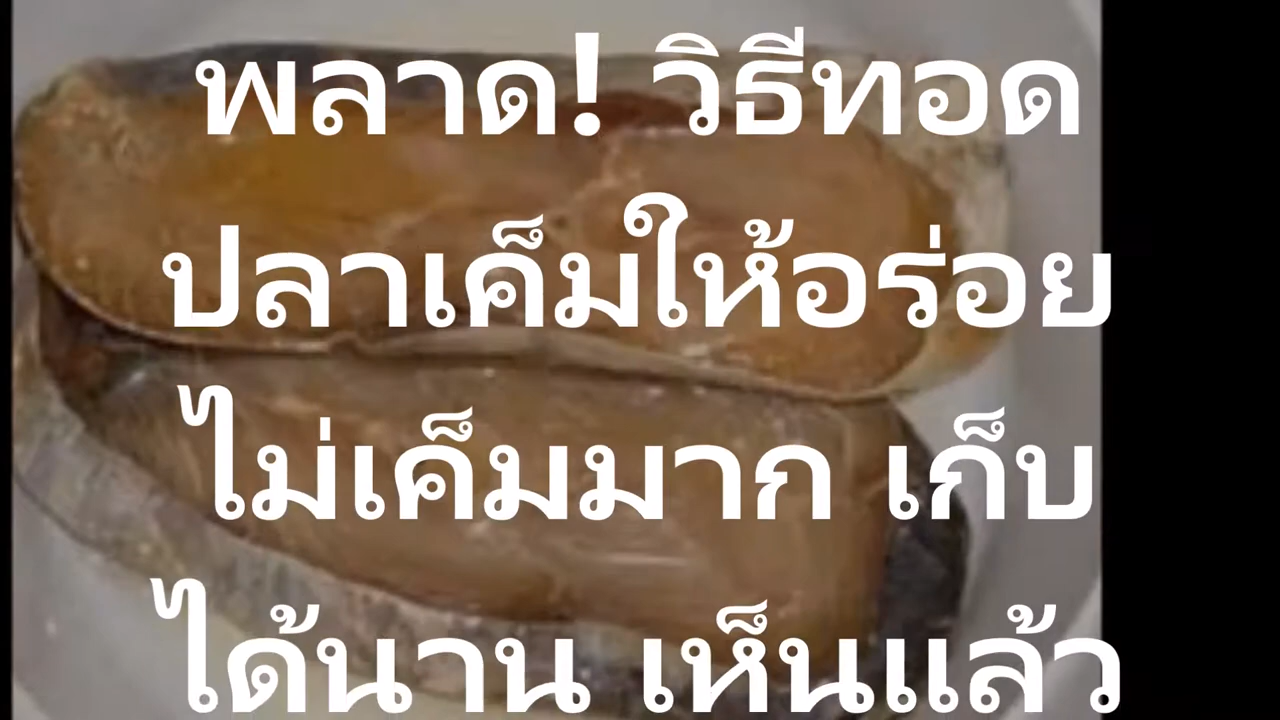 พลาด! วิธีทอด
ปลาเค็มให้อร่อย
ไม่เค็มมาก เก็บ
ได้นาน เห็นแล้ว